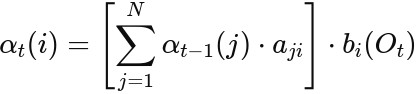 α_t(i) = [∑_{j=1}^{N} α_{t−1}(j) · a_{ji}] · b_i(O_t)